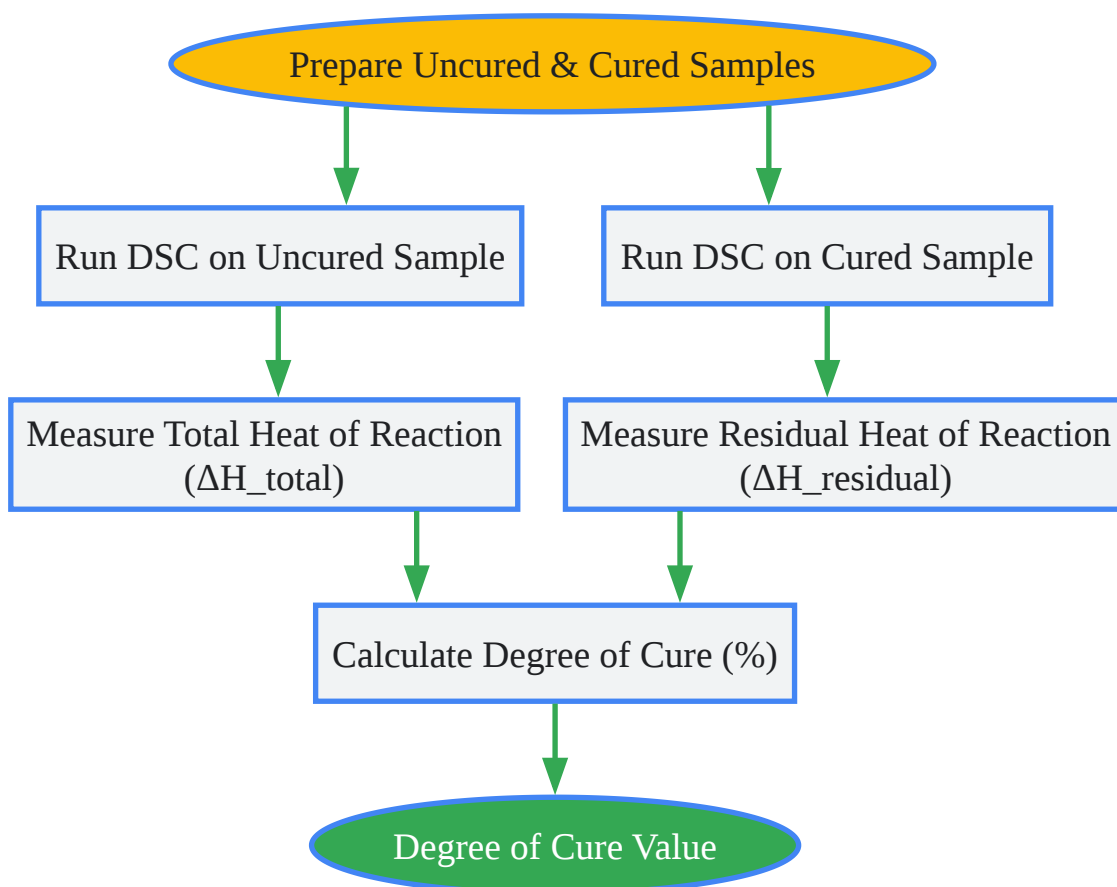 Prepare Uncured & Cured Samples
Run DSC on Uncured Sample
Run DSC on Cured Sample
Measure Total Heat of Reaction
(ΔH_total)
Measure Residual Heat of Reaction
(ΔH_residual)
Calculate Degree of Cure (%)
Degree of Cure Value